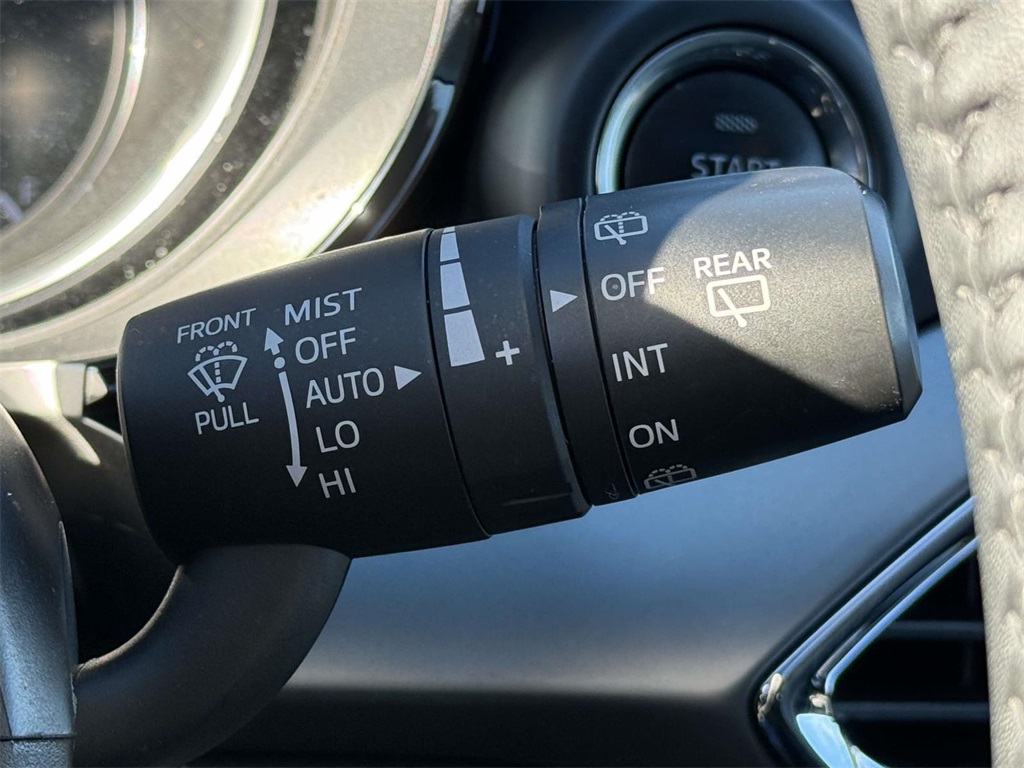 START
FRONT
PULL
MIST
OFF
AUTO
LO
HI
+
OFF
INT
ON
REAR